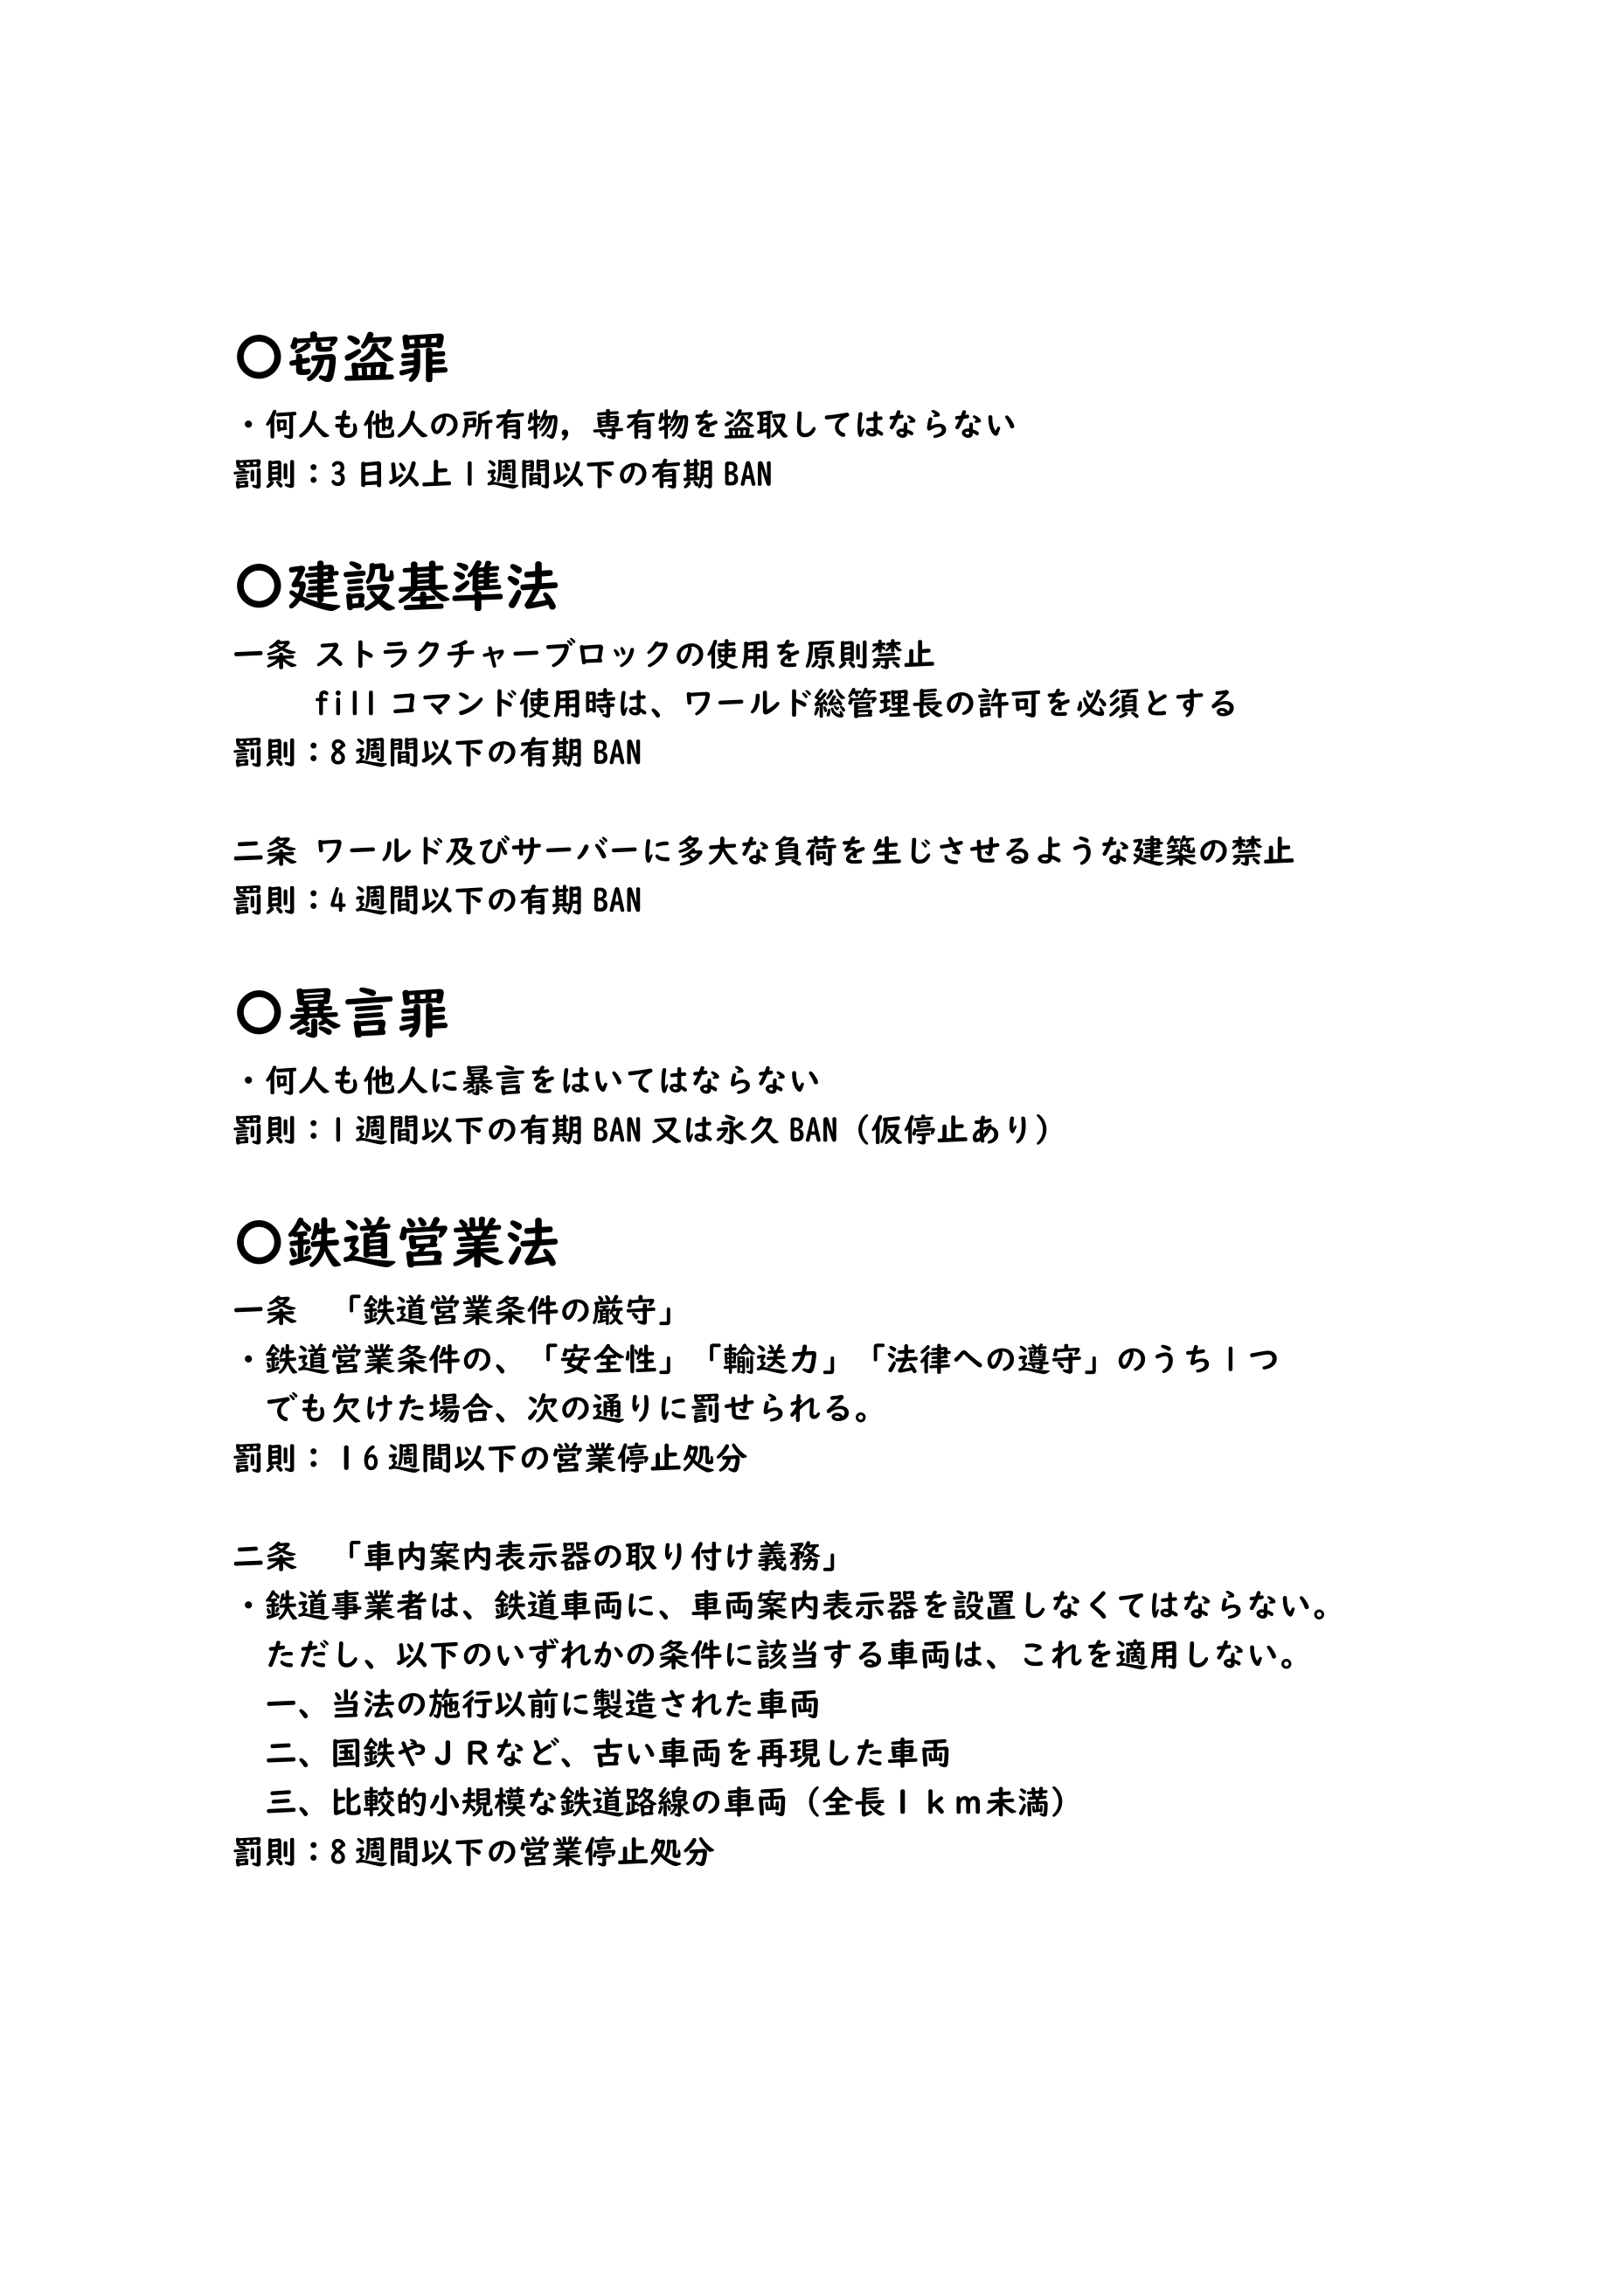 〇窃盗罪
・何人も他人の所有物，専有物を盗取してはならない
罰則：3日以上1週間以下の有期BAN
〇建設基準法
一条 ストラクチャーブロックの使用を原則禁止
fillコマンド使用時は、ワールド総管理長の許可を必須とする
罰則：8週間以下の有期BAN
二条 ワールド及びサーバーに多大な負荷を生じさせるような建築の禁止
罰則：4週間以下の有期BAN
〇暴言罪
・何人も他人に暴言をはいてはならない
罰則：1週間以下の有期BAN又は永久BAN（仮停止あり）
〇鉄道営業法
一条　「鉄道営業条件の厳守」
・鉄道営業条件の、「安全性」「輸送力」「法律への遵守」のうち1つ
でも欠けた場合、次の通りに罰せられる。
罰則：16週間以下の営業停止処分
二条　「車内案内表示器の取り付け義務」
・鉄道事業者は、鉄道車両に、車両案内表示器を設置しなくてはならない。
ただし、以下のいずれかの条件に該当する車両は、これを適用しない。
一、当法の施行以前に製造された車両
二、国鉄やＪＲなど、古い車両を再現した車両
三、比較的小規模な鉄道路線の車両（全長１ｋｍ未満）
罰則：8週間以下の営業停止処分